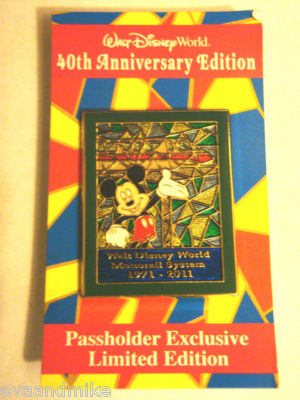 Walt Disney World.
40th Anniversary Edition
Walt Disney World
Monorail System
1971 - 2011
Passholder Exclusive
Limited Edition
evaandmike